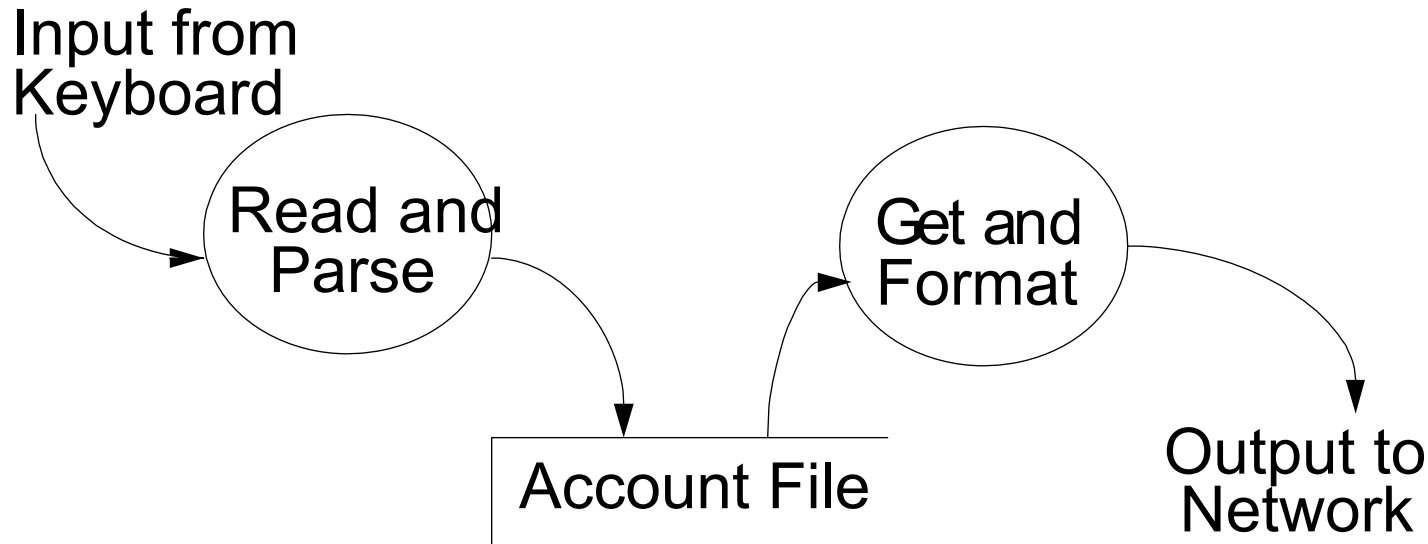 Input from
Keyboard
Read and
Parse
Get and
Format
Account File
Output to
Network